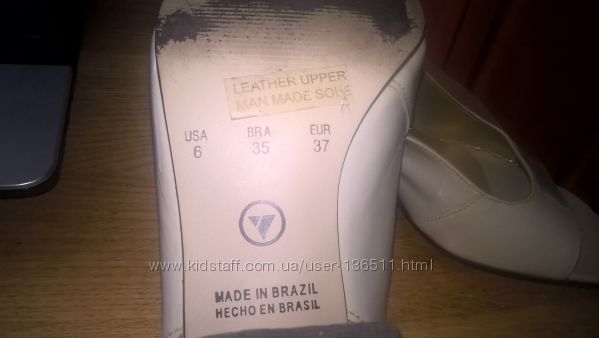 LEATHER UPPER
MAN MADE SOLE
USA BRA EUR
6 35 37
www.kidstaff.com.ua/user-136511.html
MADE IN BRAZIL
HECHO EN BRASIL